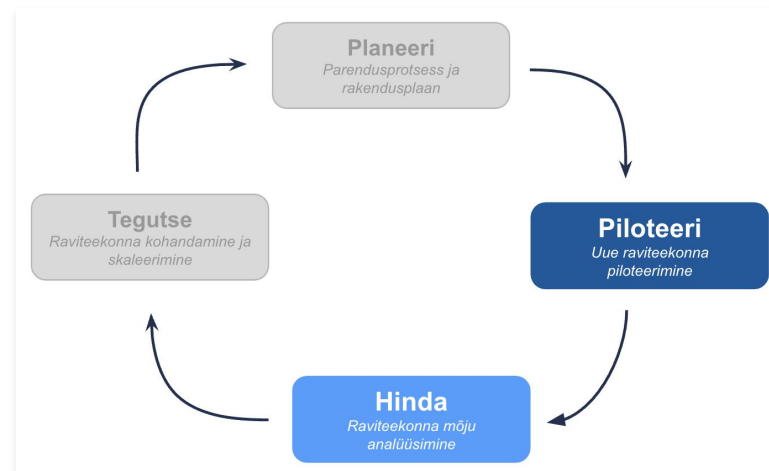 Planeeri
Parendusprotsess ja
rakendusplaan
Piloteeri
Uue raviteekonna
piloteerimine
Hinda
Raviteekonna mõju
analüüsimine
Tegutse
Raviteekonna kohandamine ja
skaleerimine